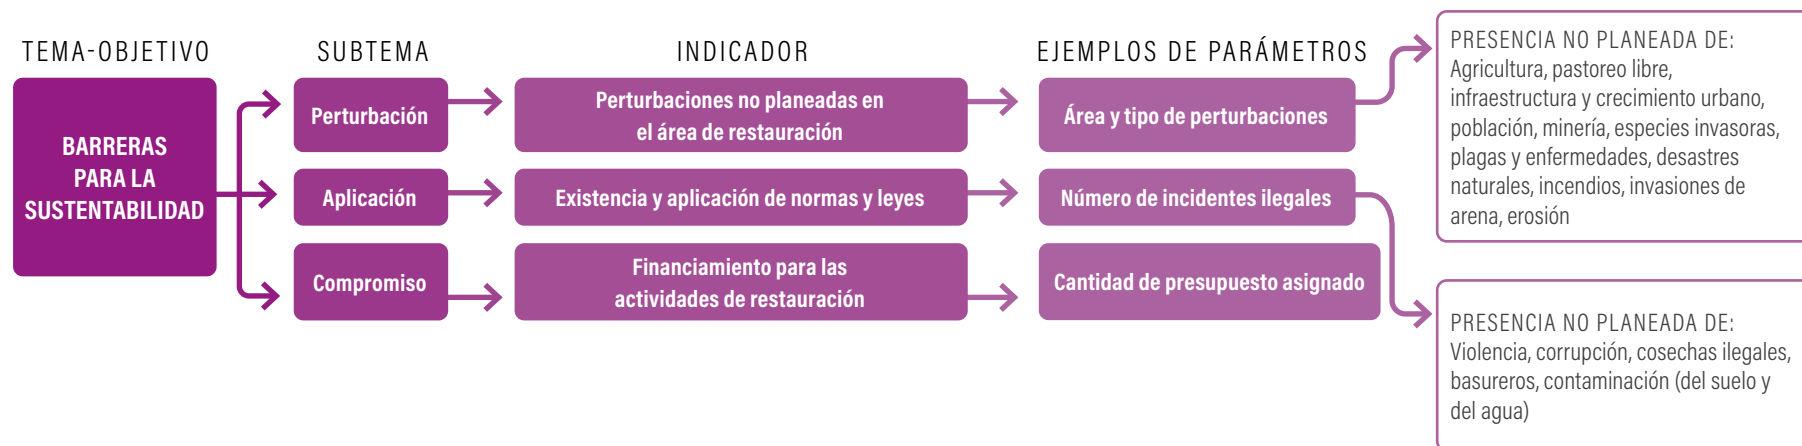 TEMA-OBJETIVO
SUBTEMA
INDICADOR
EJEMPLOS DE PARÁMETROS
BARRERAS
PARA LA
SUSTENTABILIDAD
Perturbación
Perturbaciones no planeadas en
el área de restauración
Área y tipo de perturbaciones
Aplicación
Existencia y aplicación de normas y leyes
Número de incidentes ilegales
Compromiso
Financiamiento para las
actividades de restauración
Cantidad de presupuesto asignado
PRESENCIA NO PLANEADA DE:
Agricultura, pastoreo libre,
infraestructura y crecimiento urbano,
población, minería, especies invasoras,
plagas y enfermedades, desastres
naturales, incendios, invasiones de
arena, erosión
PRESENCIA NO PLANEADA DE:
Violencia, corrupción, cosechas ilegales,
basureros, contaminación (del suelo y
del agua)